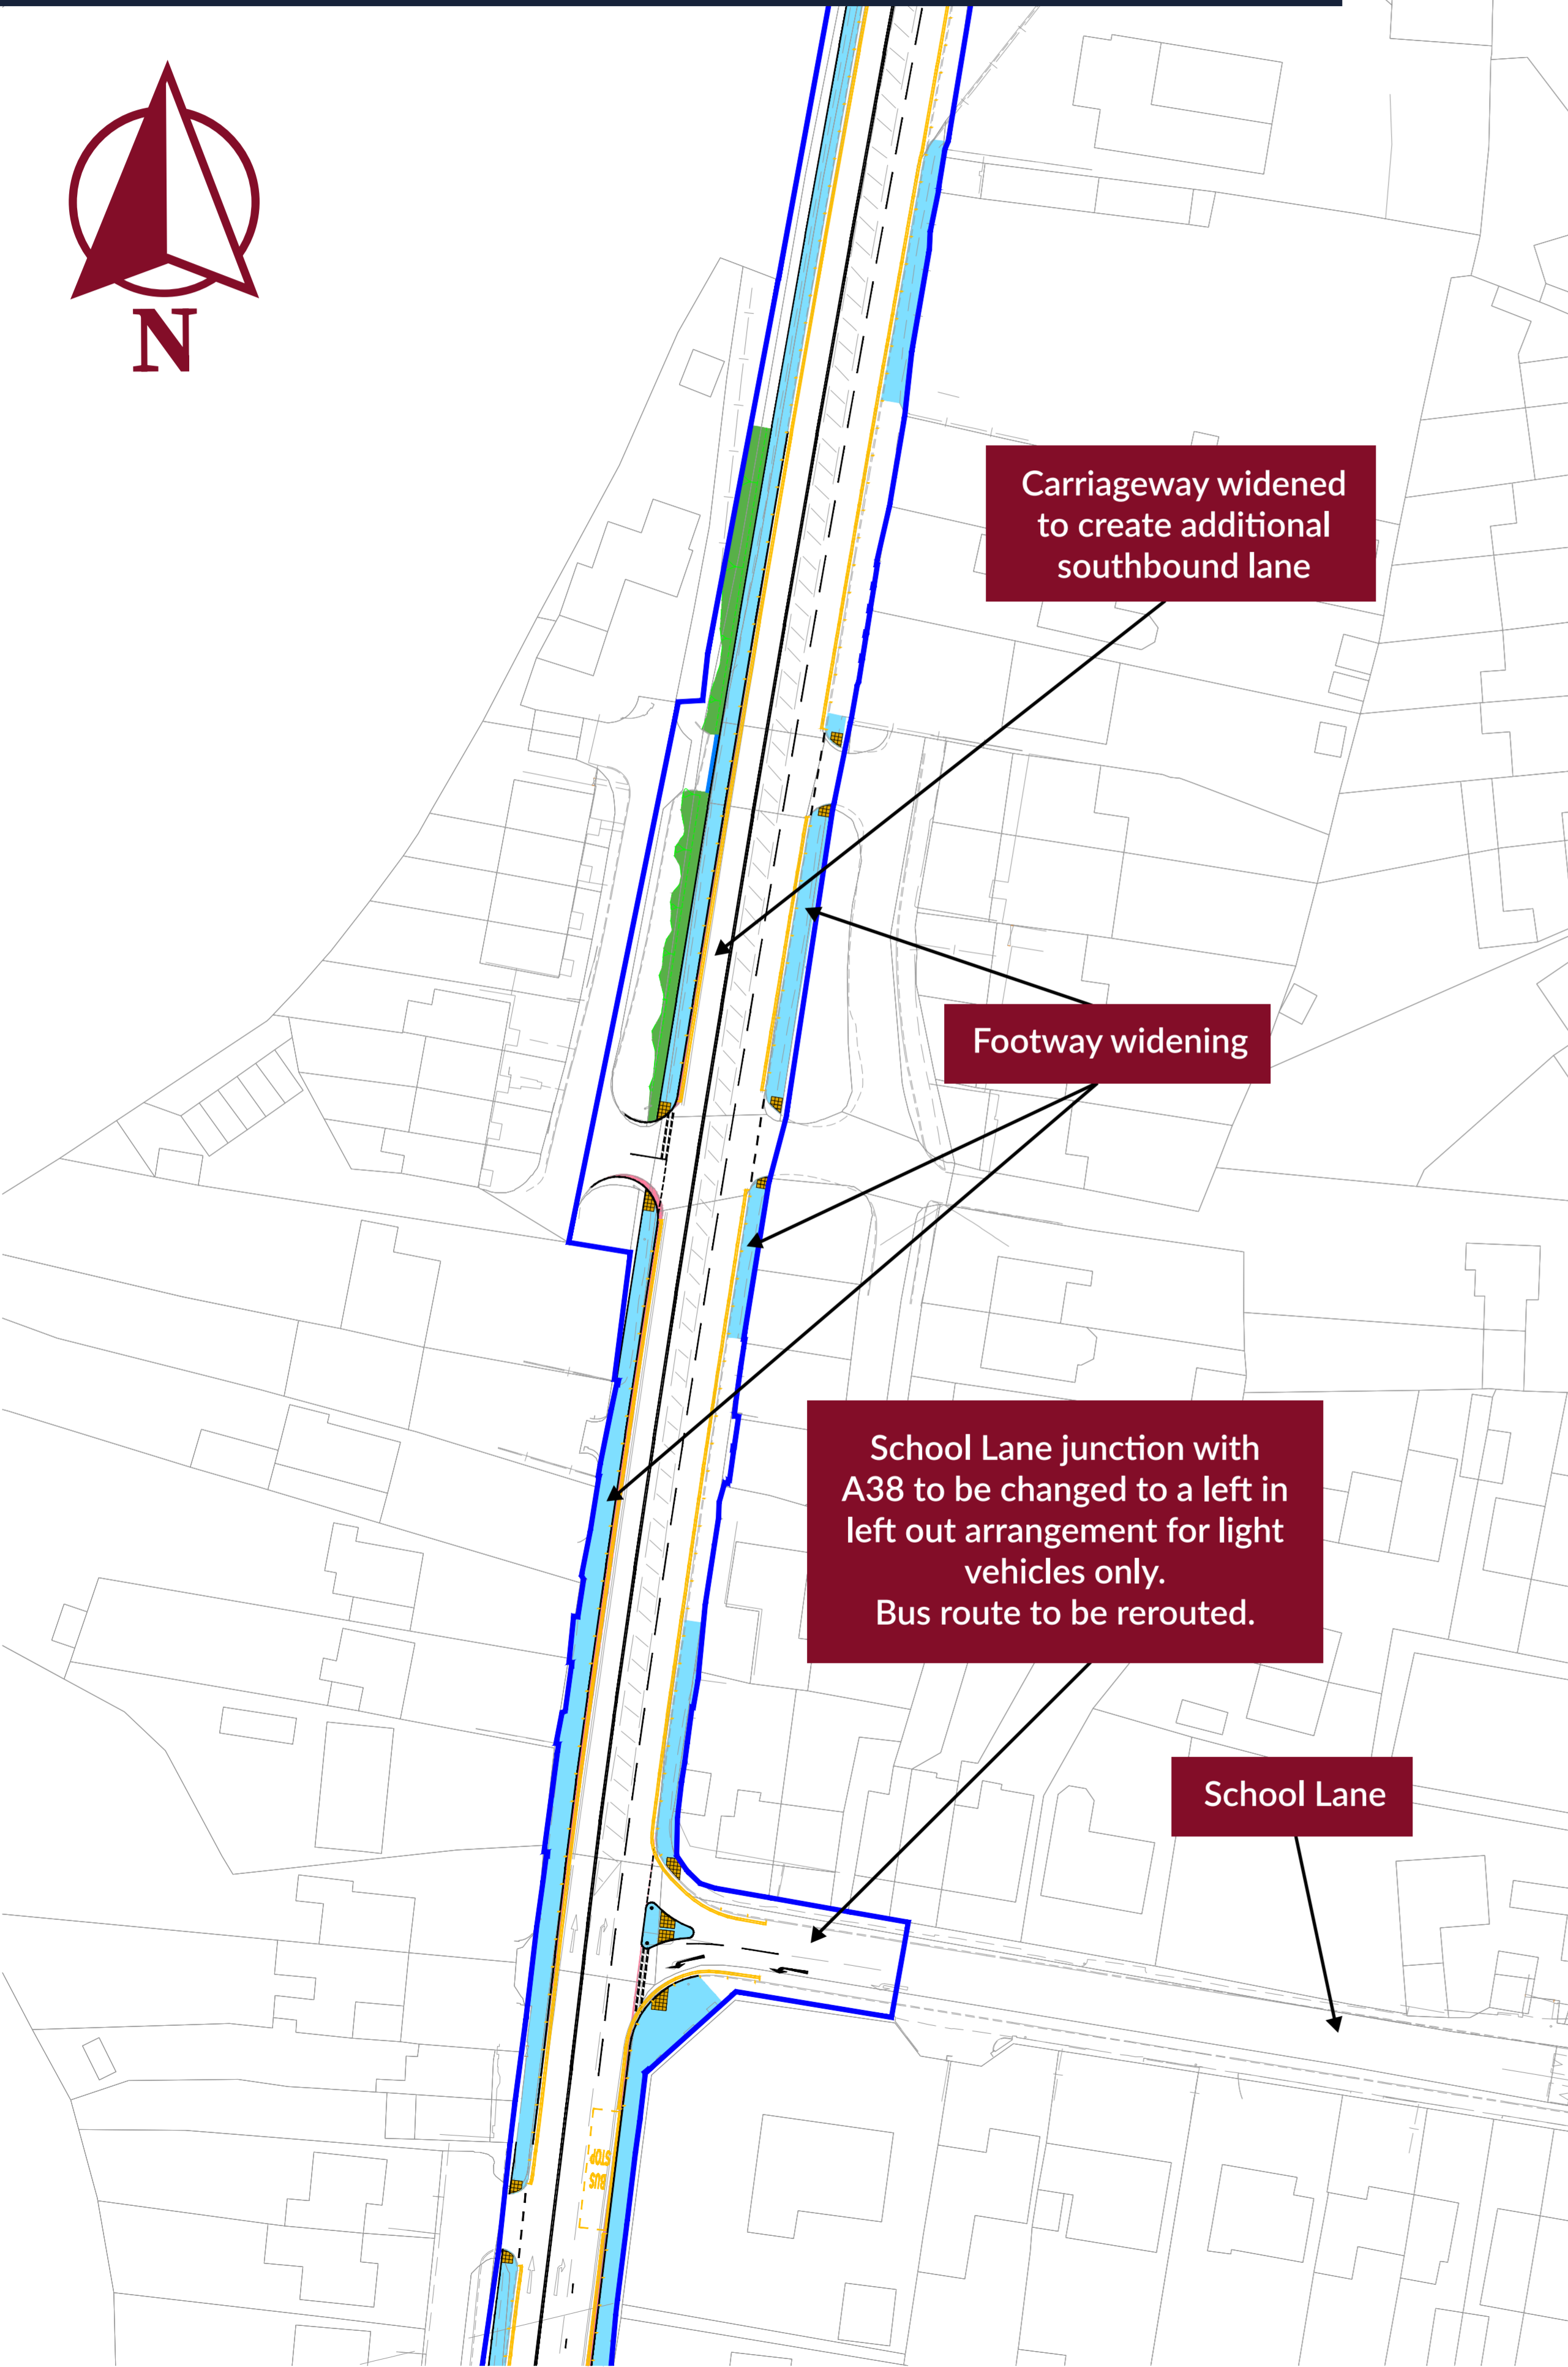 N
Carriageway widened
to create additional
southbound lane
Footway widening
School Lane junction with
A38 to be changed to a left in
left out arrangement for light
vehicles only.
Bus route to be rerouted.
School Lane
BUS
STOP